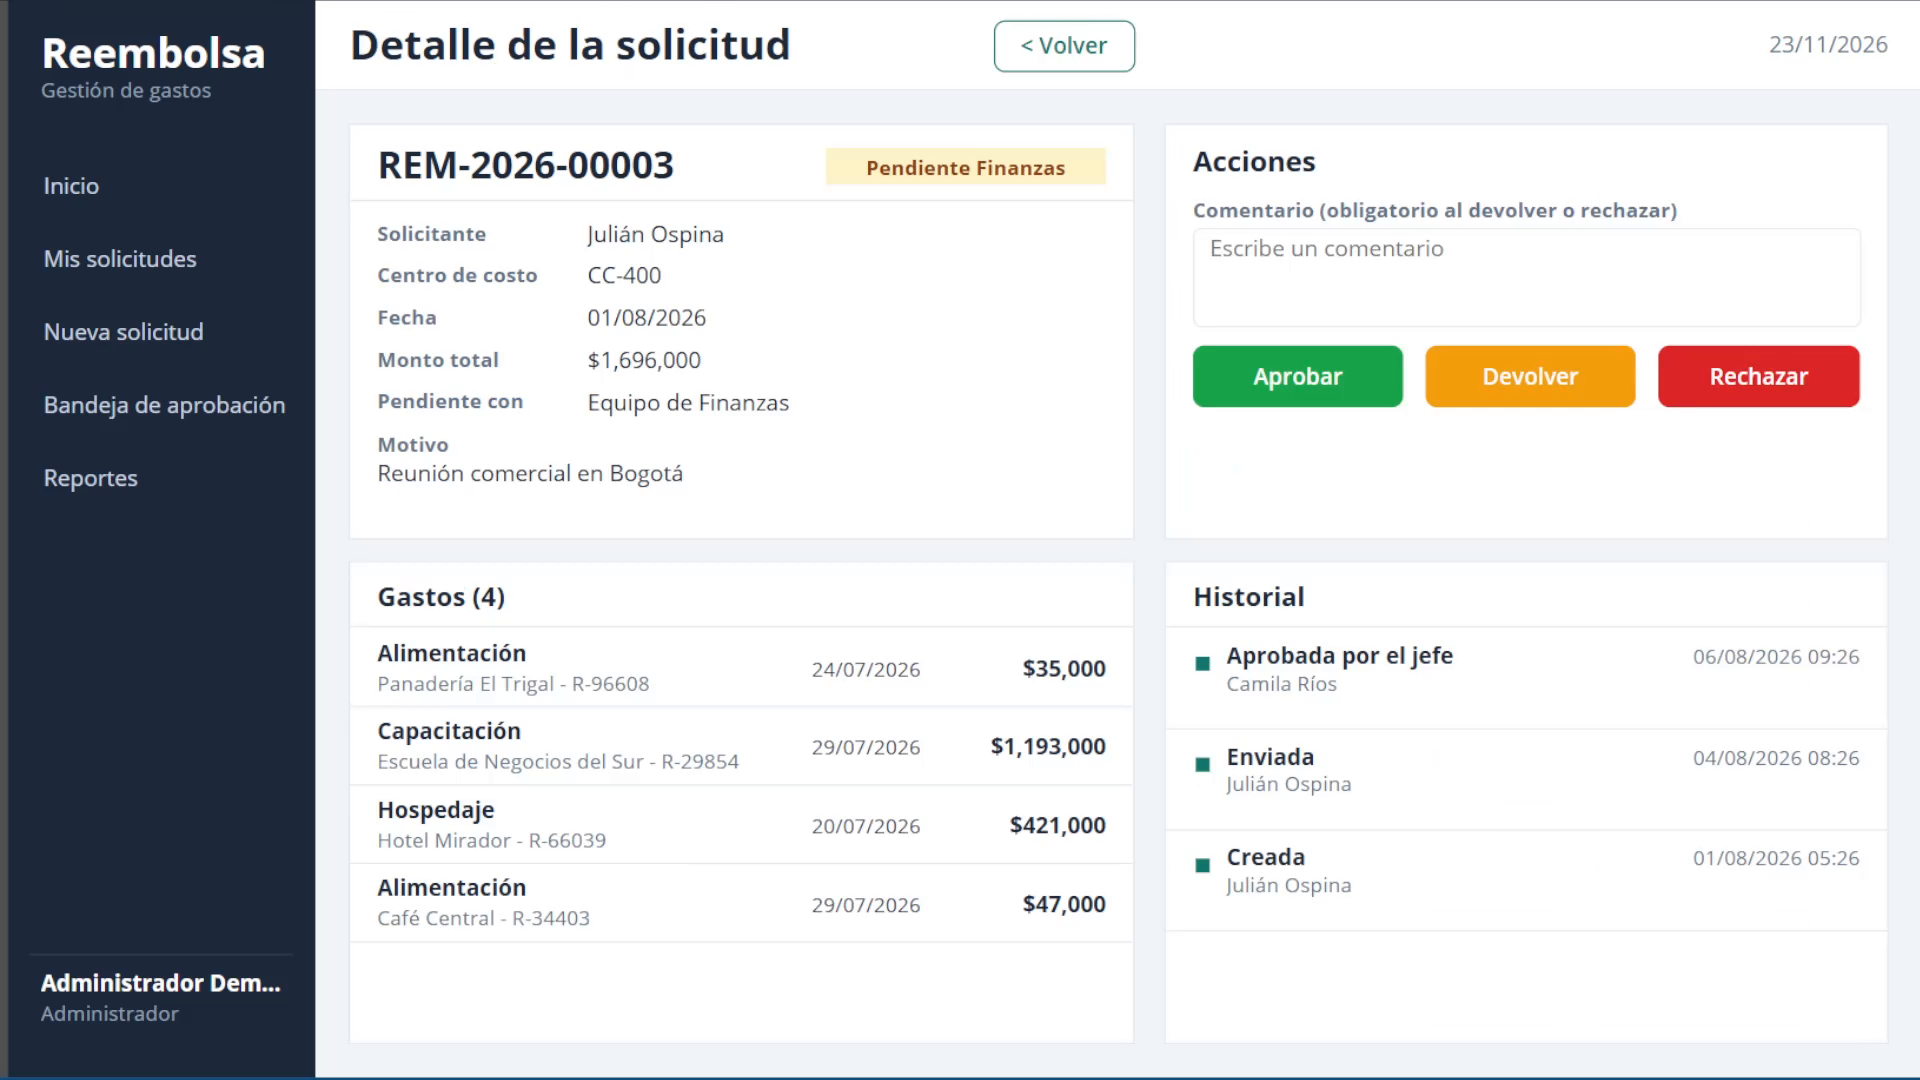 Reembolsa
Gestión de gastos
Inicio
Mis solicitudes
Nueva solicitud
Bandeja de aprobación
Reportes
Administrador Dem...
Administrador
Detalle de la solicitud
< Volver
23/11/2026
REM-2026-00003
Pendiente Finanzas
Solicitante Julián Ospina
Centro de costo CC-400
Fecha 01/08/2026
Monto total $1,696,000
Pendiente con Equipo de Finanzas
Motivo
Reunión comercial en Bogotá
Acciones
Comentario (obligatorio al devolver o rechazar)
Escribe un comentario
Aprobar Devolver Rechazar
Gastos (4)
Alimentación
Panadería El Trigal - R-96608
24/07/2026 $35,000
Capacitación
Escuela de Negocios del Sur - R-29854
29/07/2026 $1,193,000
Hospedaje
Hotel Mirador - R-66039
20/07/2026 $421,000
Alimentación
Café Central - R-34403
29/07/2026 $47,000
Historial
Aprobada por el jefe 06/08/2026 09:26
Camila Ríos
Enviada 04/08/2026 08:26
Julián Ospina
Creada 01/08/2026 05:26
Julián Ospina